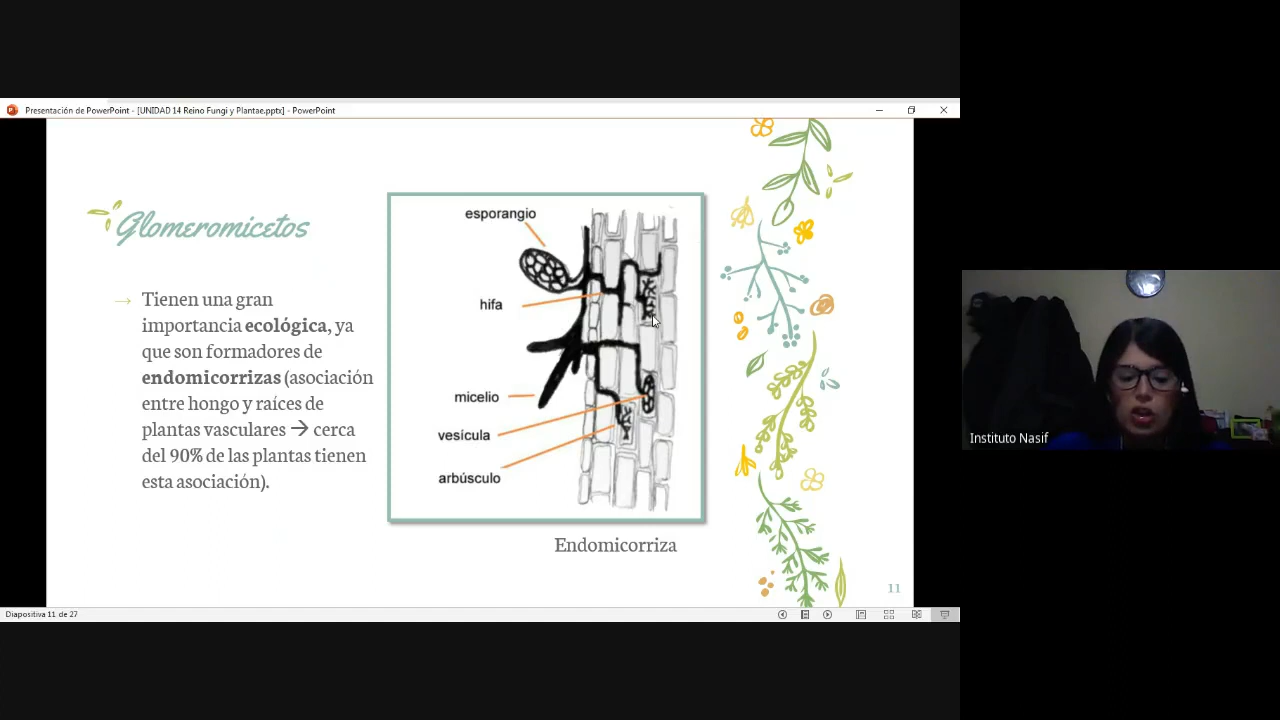 Presentación de PowerPoint - [UNIDAD 14 Reino Fungi y Plantae.pptx] - PowerPoint
Glomeromicetos
→ Tienen una gran
importancia ecológica, ya
que son formadores de
endomicorrizas (asociación
entre hongo y raíces de
plantas vasculares → cerca
del 90% de las plantas tienen
esta asociación).
esporangio
hifa
micelio
vesícula
arbúsculo
Endomicorriza
11
Diapositiva 11 de 27
Instituto Nasif